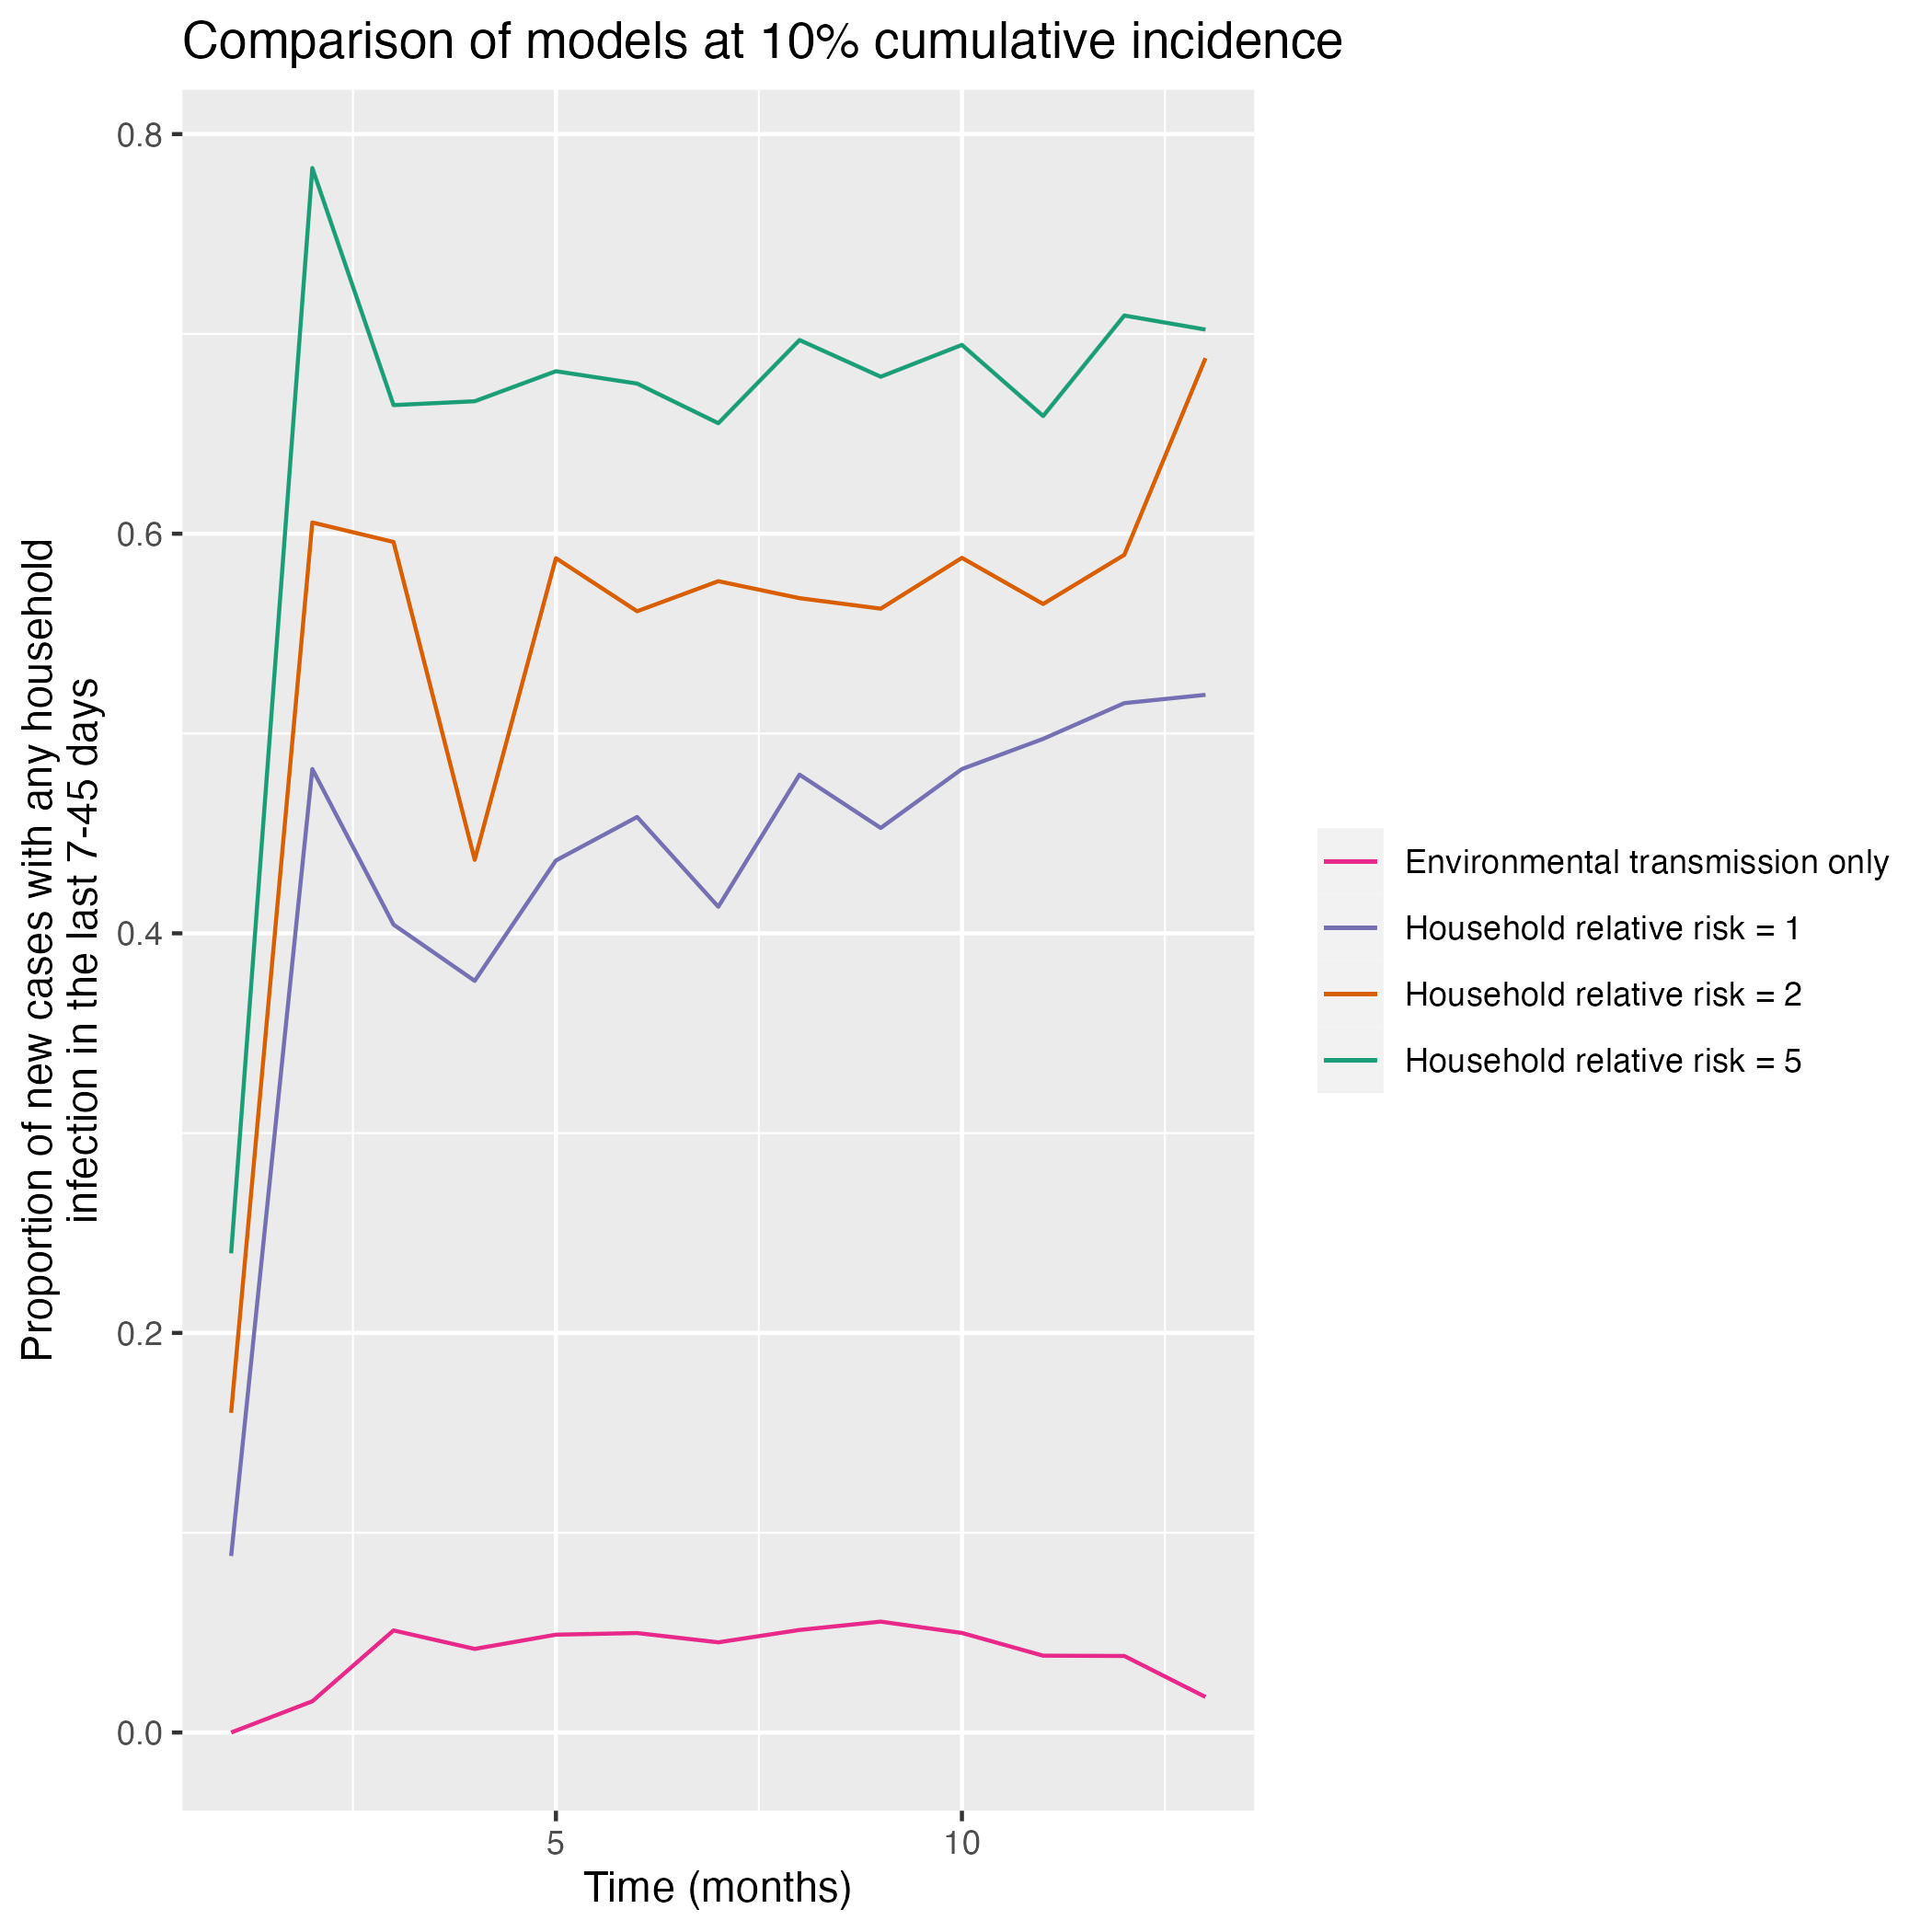 Comparison of models at 10% cumulative incidence
Proportion of new cases with any household
infection in the last 7-45 days
0.8
0.6
0.4
0.2
0.0
5
10
Time (months)
Environmental transmission only
Household relative risk = 1
Household relative risk = 2
Household relative risk = 5